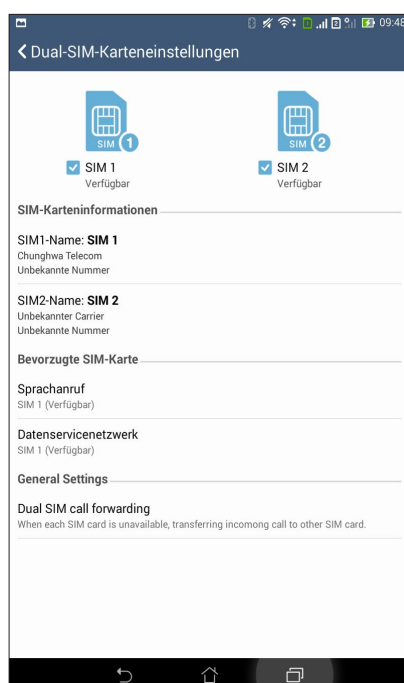 09:48
Dual-SIM-Karteneinstellungen
SIM 1 SIM 2
SIM 1 SIM 2
Verfügbar Verfügbar
SIM-Karteninformationen
SIM1-Name: SIM 1
Chunghwa Telecom
Unbekannte Nummer
SIM2-Name: SIM 2
Unbekannter Carrier
Unbekannte Nummer
Bevorzugte SIM-Karte
Sprachanruf
SIM 1 (Verfügbar)
Datenservicenetzwerk
SIM 1 (Verfügbar)
General Settings
Dual SIM call forwarding
When each SIM card is unavailable, transferring incomong call to other SIM card.